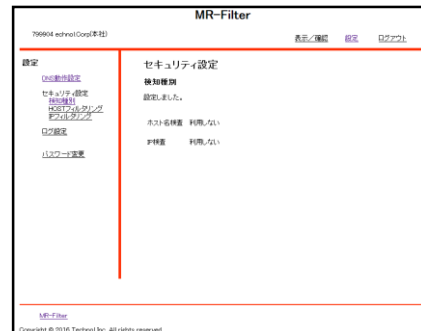 MR-Filter
799904 echnol.Corp(本社)
表示／確認 設定 ログアウト
設定
DNS動作設定
セキュリティ設定
検知種別
HOSTフィルタリング
IPフィルタリング
ログ設定
パスワード変更
セキュリティ設定
検知種別
設定しました。
ホスト名検査 利用しない
IP検査 利用しない
MR-Filter
Copyright © 2016 Technol Inc. All rights reserved